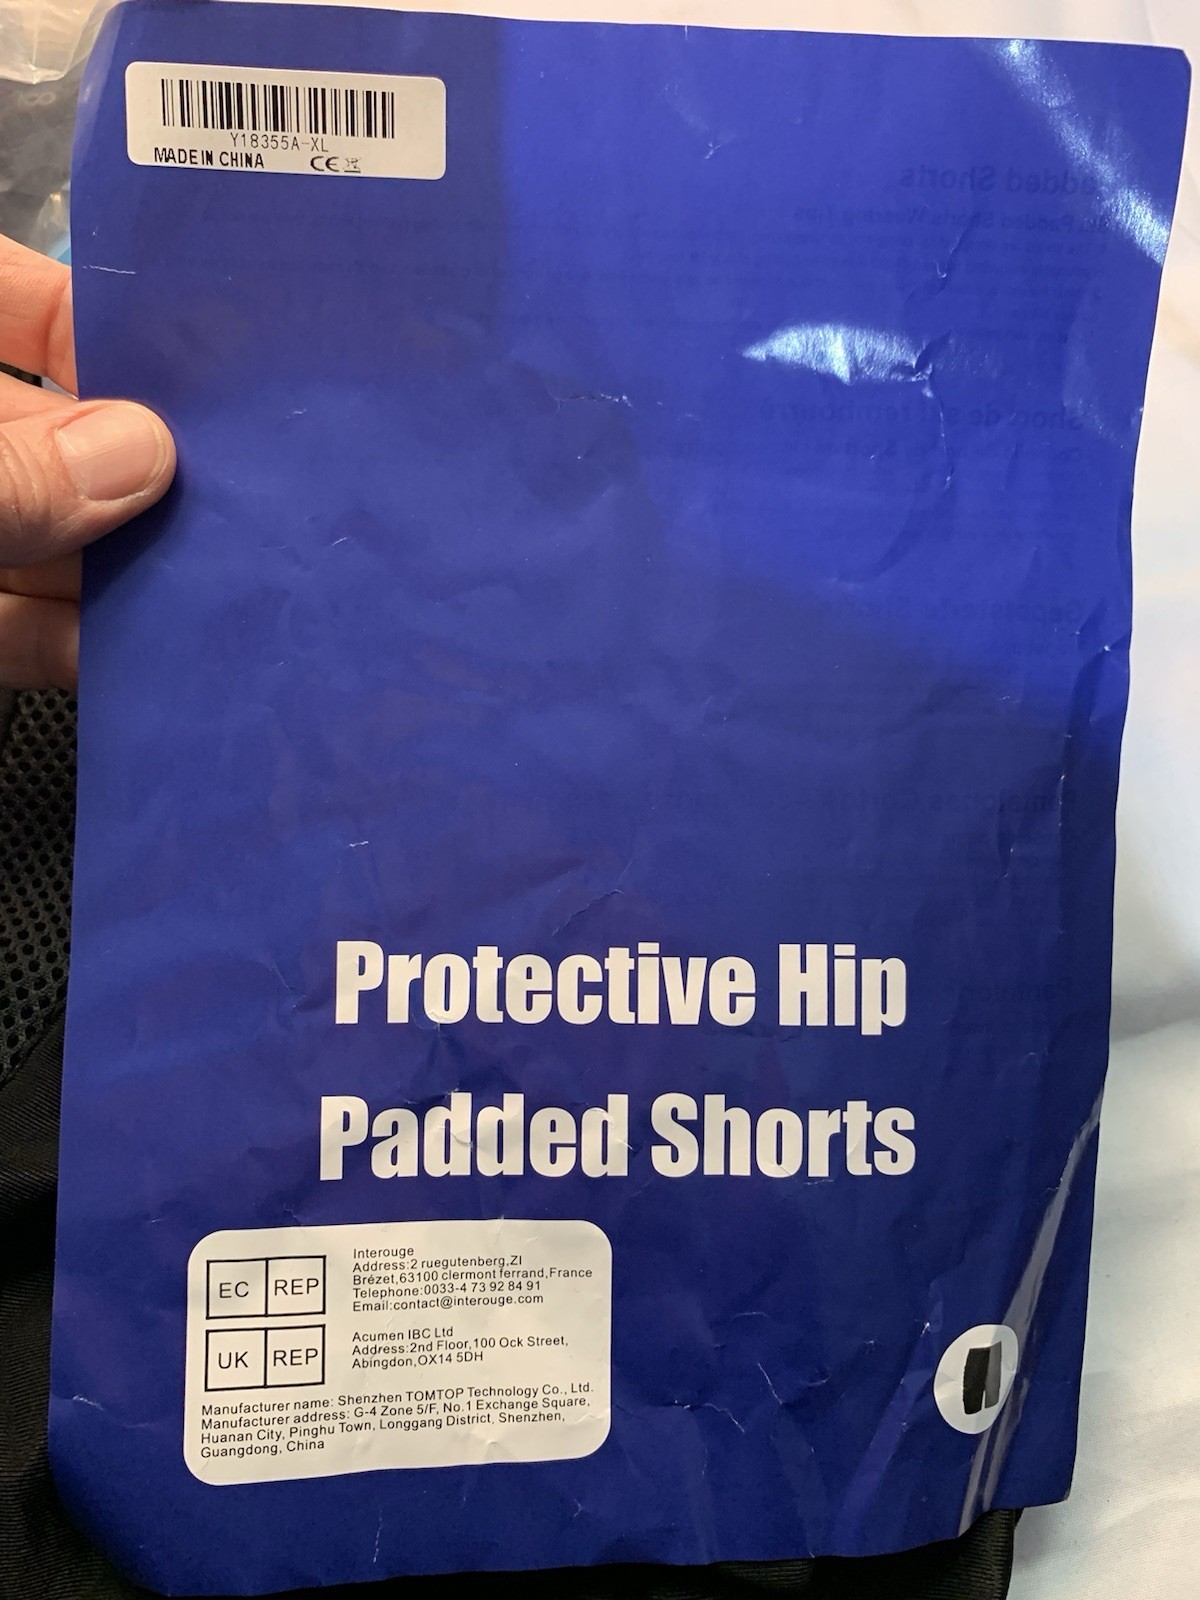 Y18355A-XL
MADE IN CHINA CE
Protective Hip
Padded Shorts
EC REP
Interouge
Address:2 ruegutenberg,ZI
Brézet,63100 clermont ferrand,France
Telephone:0033-4 73 92 84 91
Email:contact@interouge.com
UK REP
Acumen IBC Ltd
Address:2nd Floor,100 Ock Street,
Abingdon,OX14 5DH
Manufacturer name: Shenzhen TOMTOP Technology Co., Ltd.
Manufacturer address: G-4 Zone 5/F, No.1 Exchange Square,
Huanan City, Pinghu Town, Longgang District, Shenzhen,
Guangdong, China